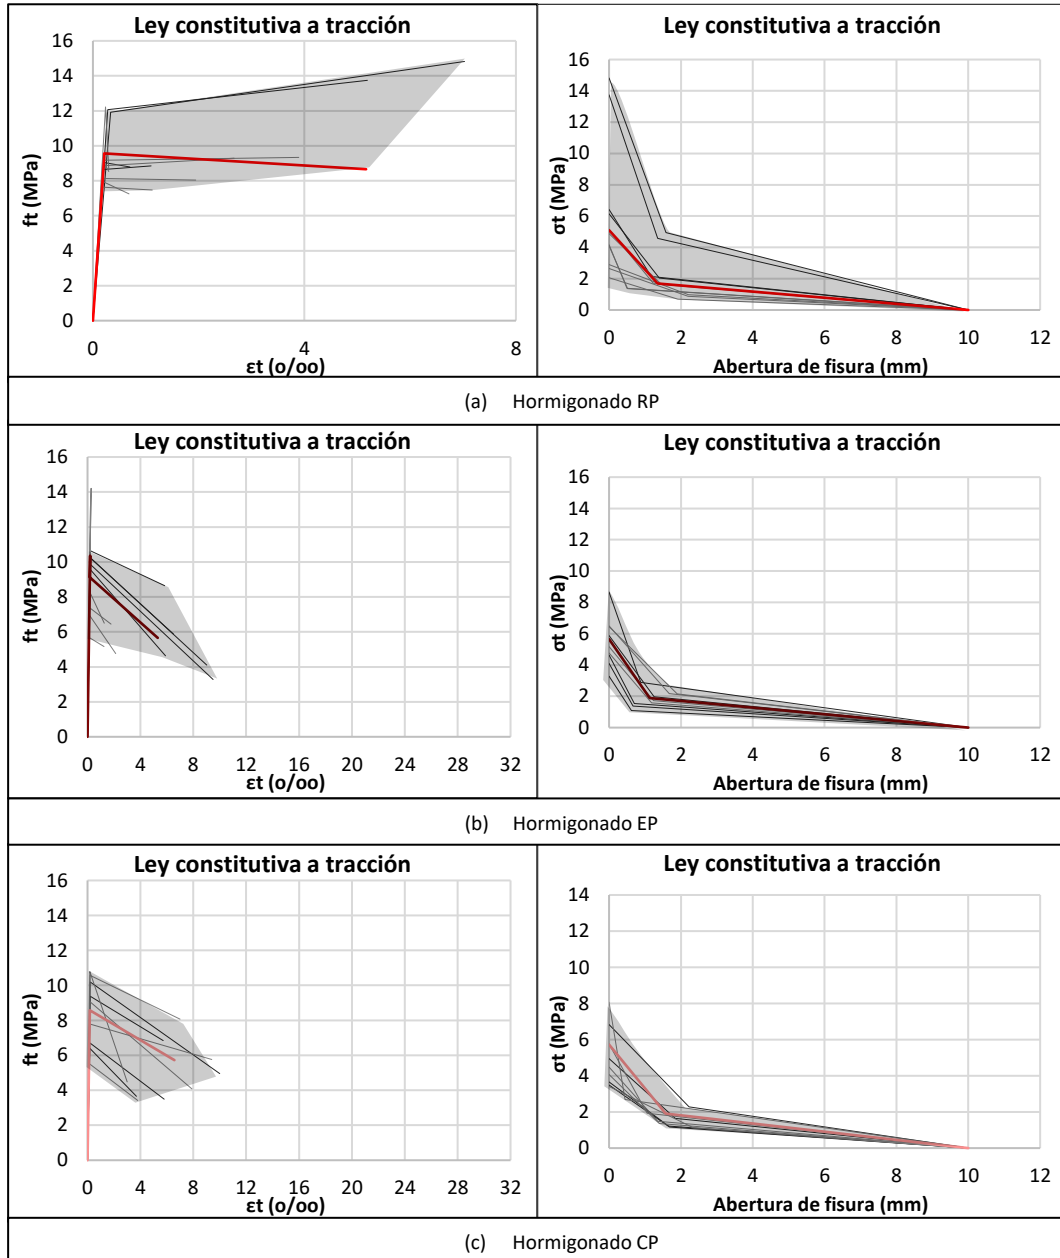 Ley constitutiva a tracción
16
14
12
10
8
6
4
2
0
ft (MPa)
0 4 8
εt (o/oo)
Ley constitutiva a tracción
16
14
12
10
8
6
4
2
0
σt (MPa)
0 2 4 6 8 10 12
Abertura de fisura (mm)
(a) Hormigonado RP
Ley constitutiva a tracción
16
14
12
10
8
6
4
2
0
ft (MPa)
0 4 8 12 16 20 24 28 32
εt (o/oo)
Ley constitutiva a tracción
16
14
12
10
8
6
4
2
0
σt (MPa)
0 2 4 6 8 10 12
Abertura de fisura (mm)
(b) Hormigonado EP
Ley constitutiva a tracción
16
14
12
10
8
6
4
2
0
ft (MPa)
0 4 8 12 16 20 24 28 32
εt (o/oo)
Ley constitutiva a tracción
14
12
10
8
6
4
2
0
σt (MPa)
0 2 4 6 8 10 12
Abertura de fisura (mm)
(c) Hormigonado CP